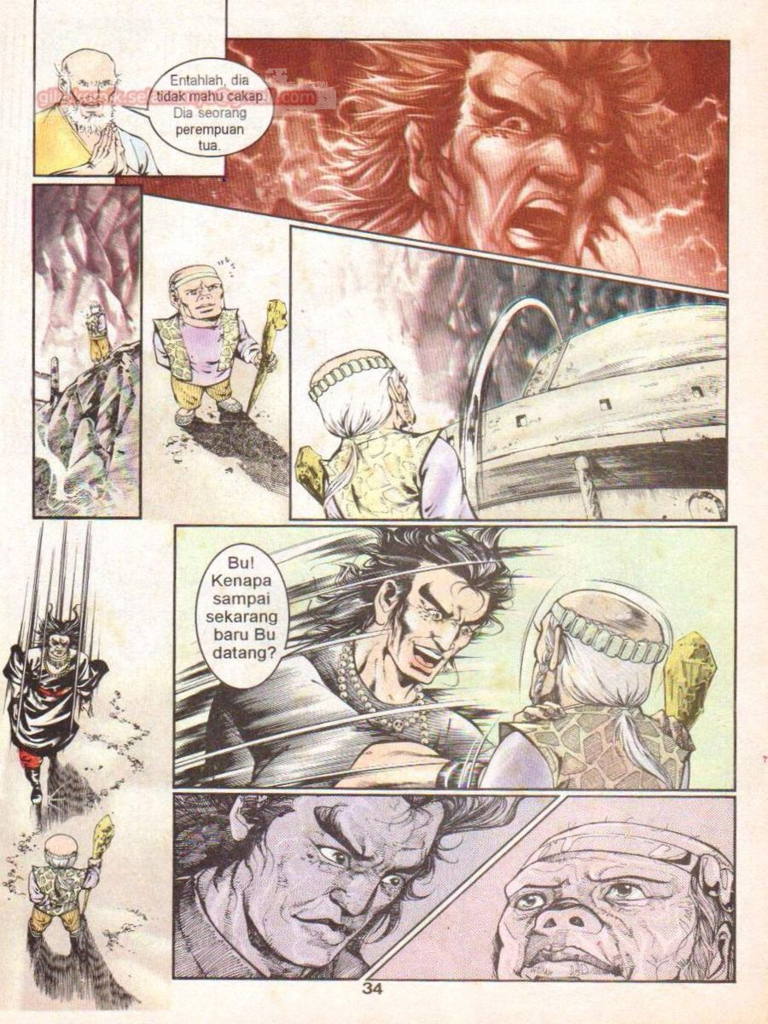 Entahlah, dia
tidak mahu cakap.
Dia seorang
perempuan
tua.
Bu!
Kenapa
sampai
sekarang
baru Bu
datang?
34